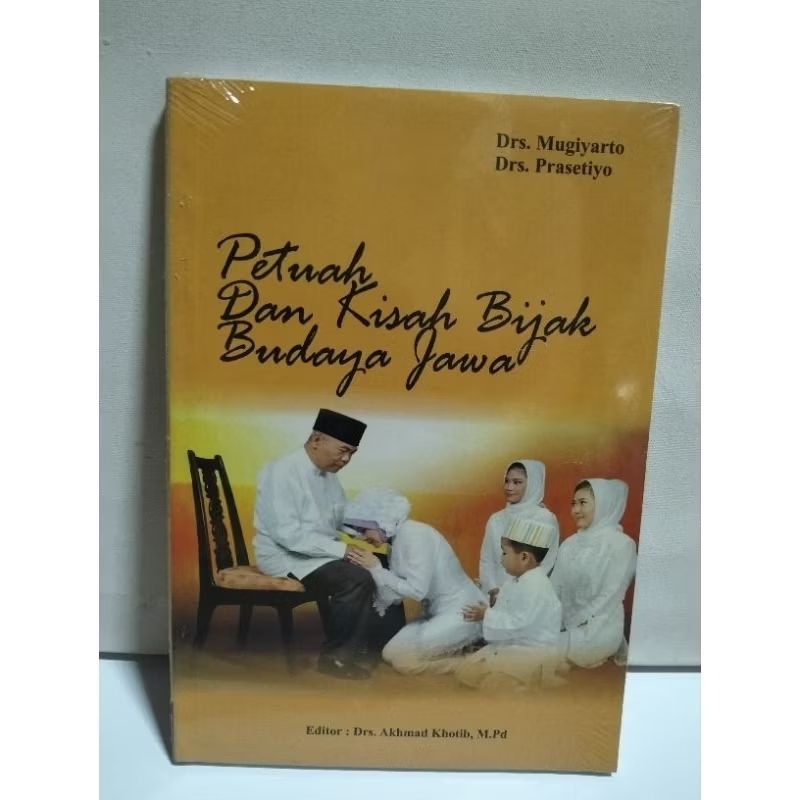 Drs. Mugiyarto
Drs. Prasetiyo
Petuah
Dan Kisah Bijak
Budaya Jawa
Editor : Drs. Akhmad Khotib, M.Pd